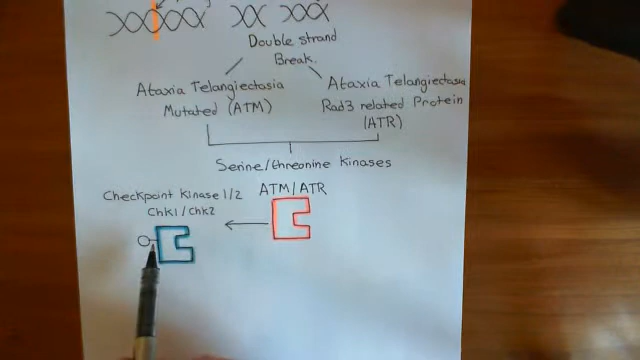 Double strand
Break.
Ataxia Telangiectasia
Mutated (ATM)
Ataxia Telangiectasia
Rad3 related Protein
(ATR)
Serine/threonine Kinases
Checkpoint Kinase 1/2
Chk1/Chk2
ATM/ATR